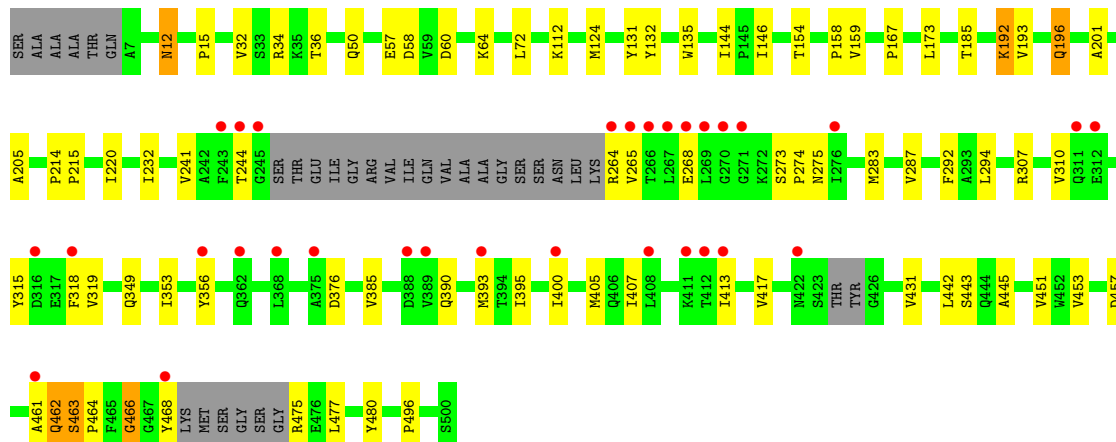 SER ALA ALA ALA THR GLN A7 N12 P15 V32 S33 R34 K35 T36 Q50 E57 D58 V59 D60 K64 L72 K112 M124 Y131 Y132 W135 I144 P145 I146 T154 P158 V159 P167 L173 T185 K192 V193 Q196 A201
A205 P214 P215 I220 I232 V241 A242 F243 T244 G245 SER THR GLU ILE GLY ARG VAL ILE GLN VAL ALA ALA GLY SER SER ASN LEU LYS R264 V265 T266 L267 E268 L269 G270 G271 K272 S273 P274 N275 I276 M283 V287 F292 A293 L294 R307 V310 Q311 E312
Y315 D316 E317 F318 V319 Q349 I353 Y356 Q362 L368 A375 D376 V385 D388 V389 Q390 M393 T394 I395 I400 M405 Q406 I407 L408 K411 T412 I413 V417 N422 S423 THR TYR G426 V431 L442 S443 Q444 A445 V451 W452 V453 D457
A461 Q462 S463 P464 F465 G466 G467 Y468 LYS MET SER GLY SER GLY R475 E476 L477 Y480 P496 S500